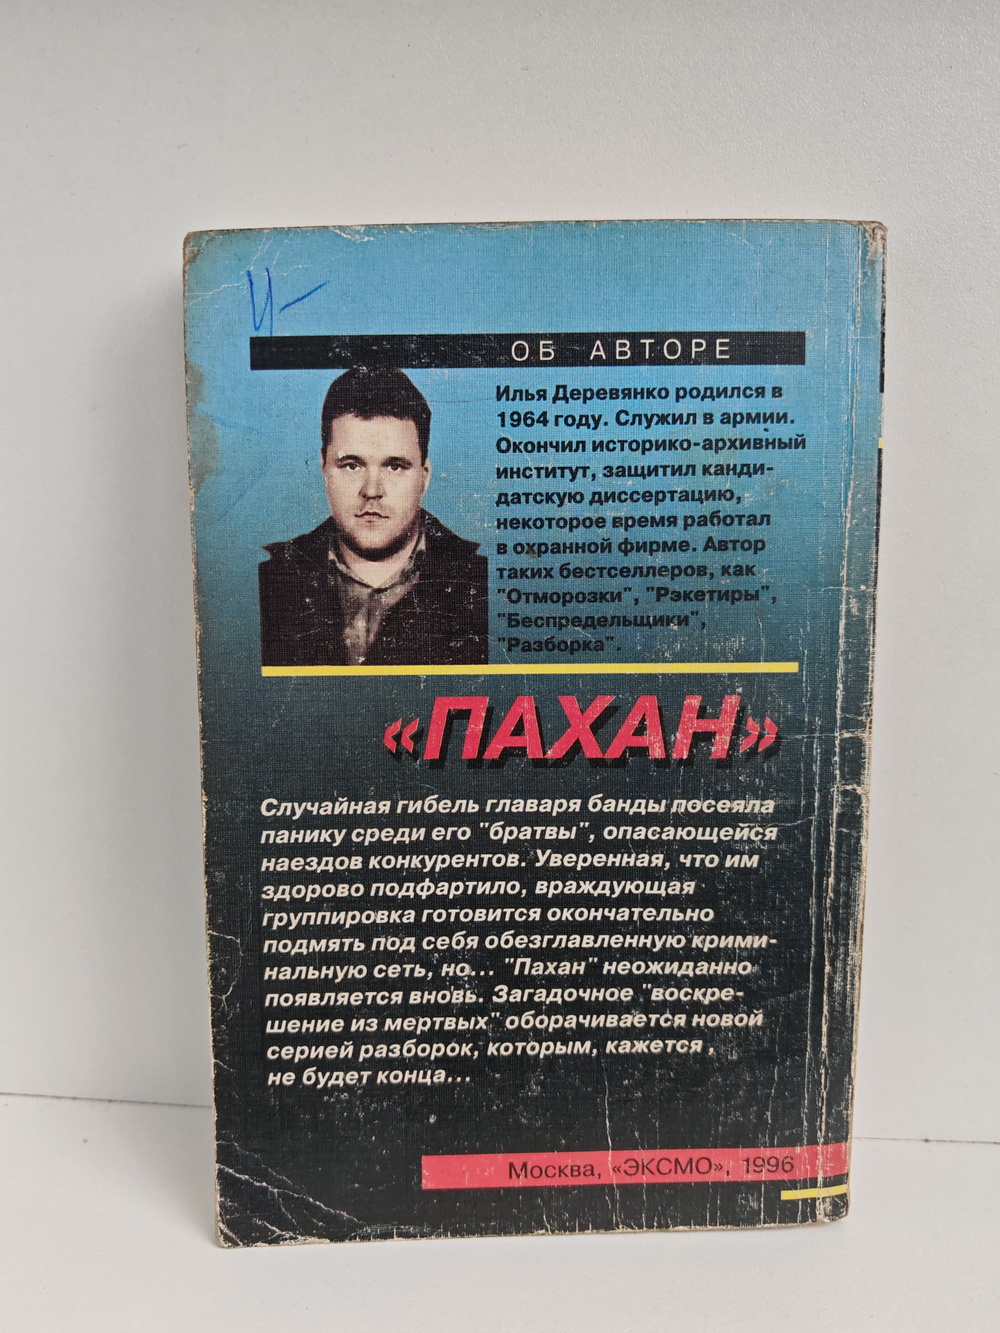 ОБ АВТОРЕ
Илья Деревянко родился в
1964 году. Служил в армии.
Окончил историко-архивный
институт, защитил канди-
датскую диссертацию,
некоторое время работал
в охранной фирме. Автор
таких бестселлеров, как
"Отморозки", "Рэкетиры",
"Беспредельщики",
"Разборка".
«ПАХАН»
Случайная гибель главаря банды посеяла
панику среди его "братвы", опасающейся
наездов конкурентов. Уверенная, что им
здорово подфартило, враждующая
группировка готовится окончательно
подмять под себя обезглавленную крими-
нальную сеть, но... "Пахан" неожиданно
появляется вновь. Загадочное "воскре-
шение из мертвых" оборачивается новой
серией разборок, которым, кажется ,
не будет конца...
Москва, «ЭКСМО», 1996